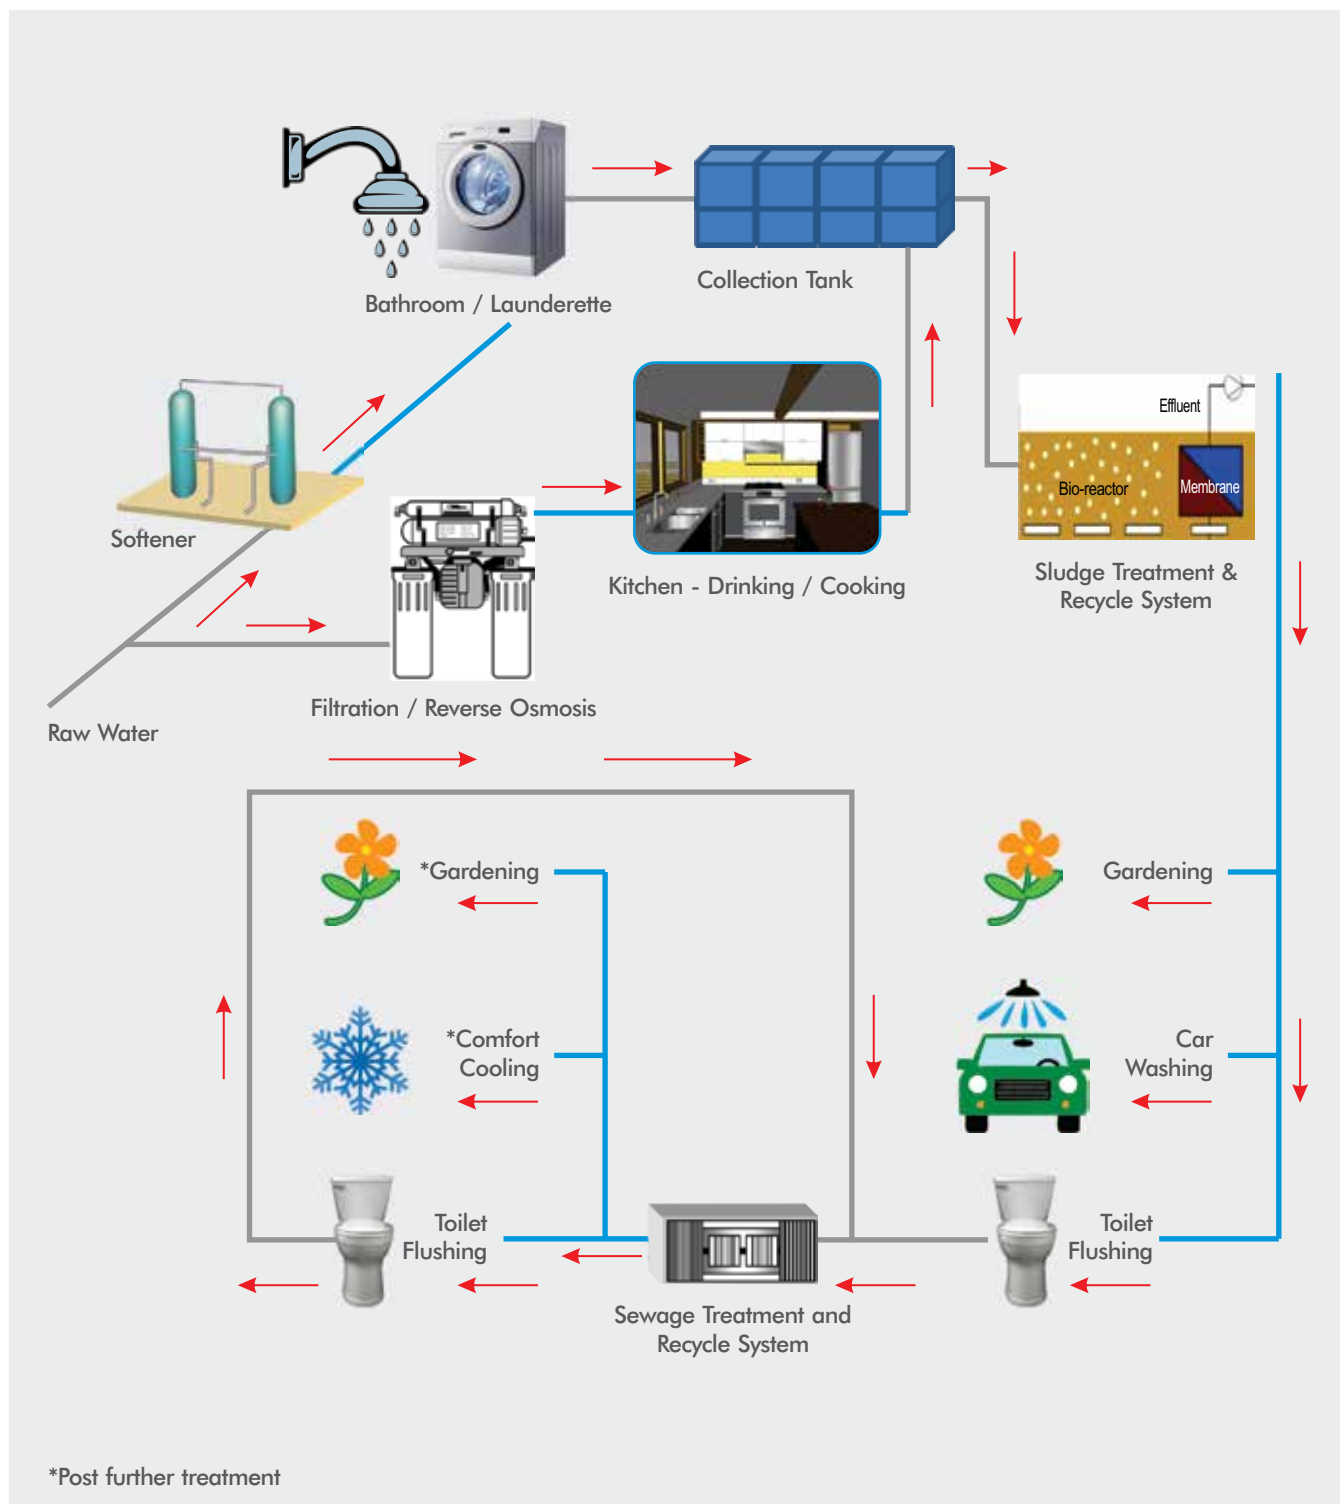 Bathroom / Launderette
Collection Tank
Effluent
Bio-reactor
Membrane
Softener
Kitchen - Drinking / Cooking
Sludge Treatment &
Recycle System
Filtration / Reverse Osmosis
Raw Water
*Gardening
Gardening
*Comfort
Cooling
Car
Washing
Toilet
Flushing
Toilet
Flushing
Sewage Treatment and
Recycle System
*Post further treatment